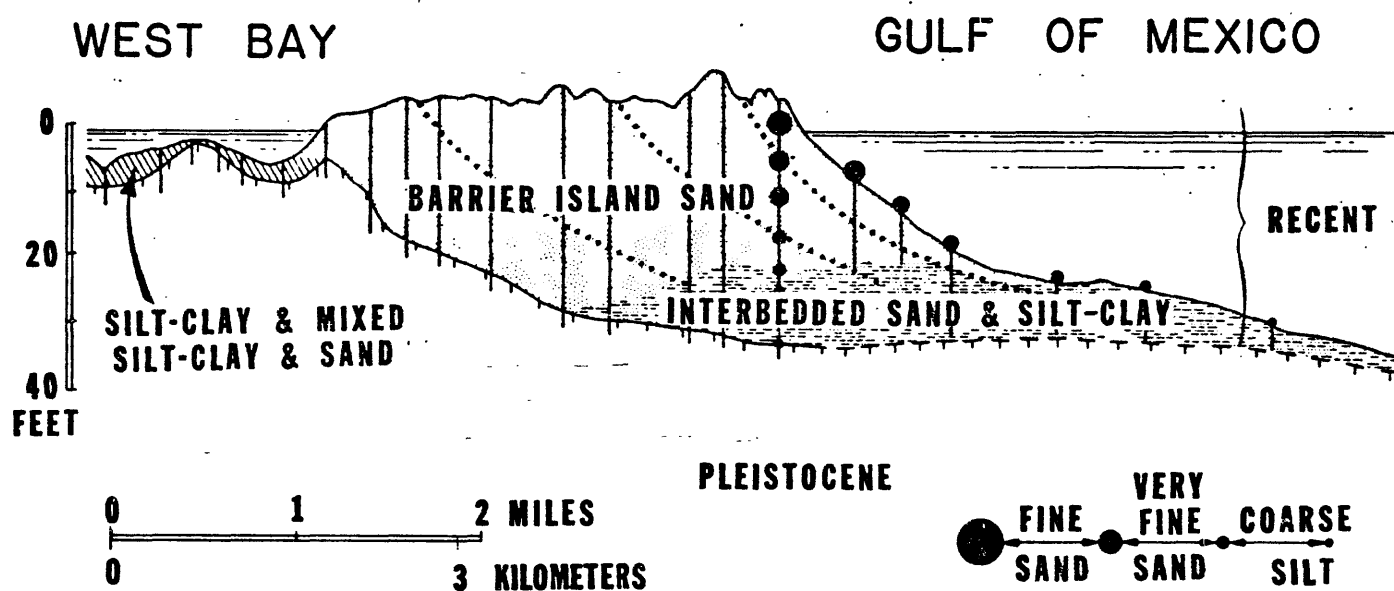 WEST BAY
GULF OF MEXICO
0
20
40
FEET
BARRIER ISLAND SAND
RECENT
INTERBEDDED SAND & SILT-CLAY
SILT-CLAY & MIXED
SILT-CLAY & SAND
PLEISTOCENE
0 1 2 MILES
0 3 KILOMETERS
FINE
SAND
VERY
FINE
SAND
COARSE
SILT